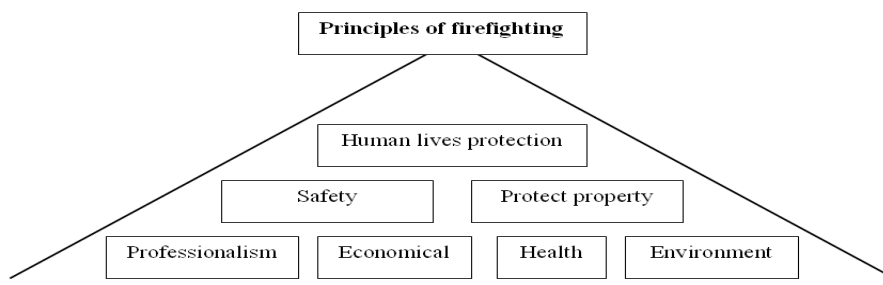 Principles of firefighting
Human lives protection
Safety
Protect property
Professionalism
Economical
Health
Environment